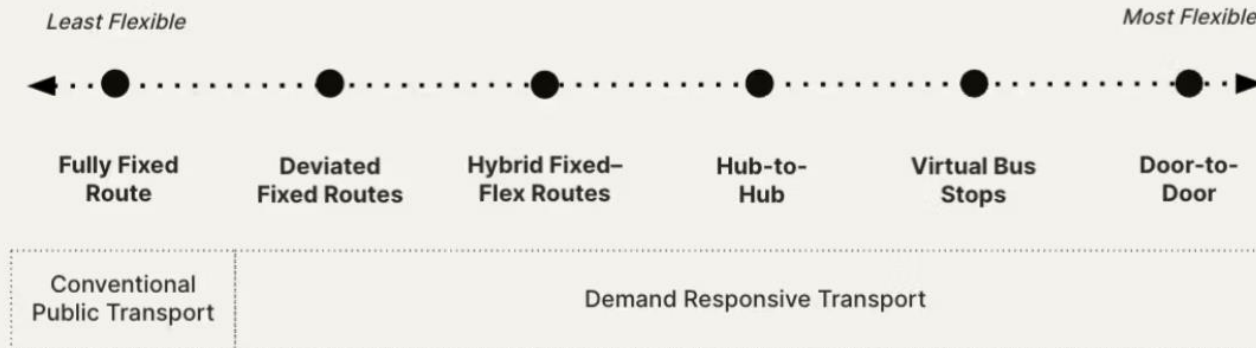 Least Flexible
Most Flexible
Fully Fixed
Route
Deviated
Fixed Routes
Hybrid Fixed–
Flex Routes
Hub-to-
Hub
Virtual Bus
Stops
Door-to-
Door
Conventional
Public Transport
Demand Responsive Transport